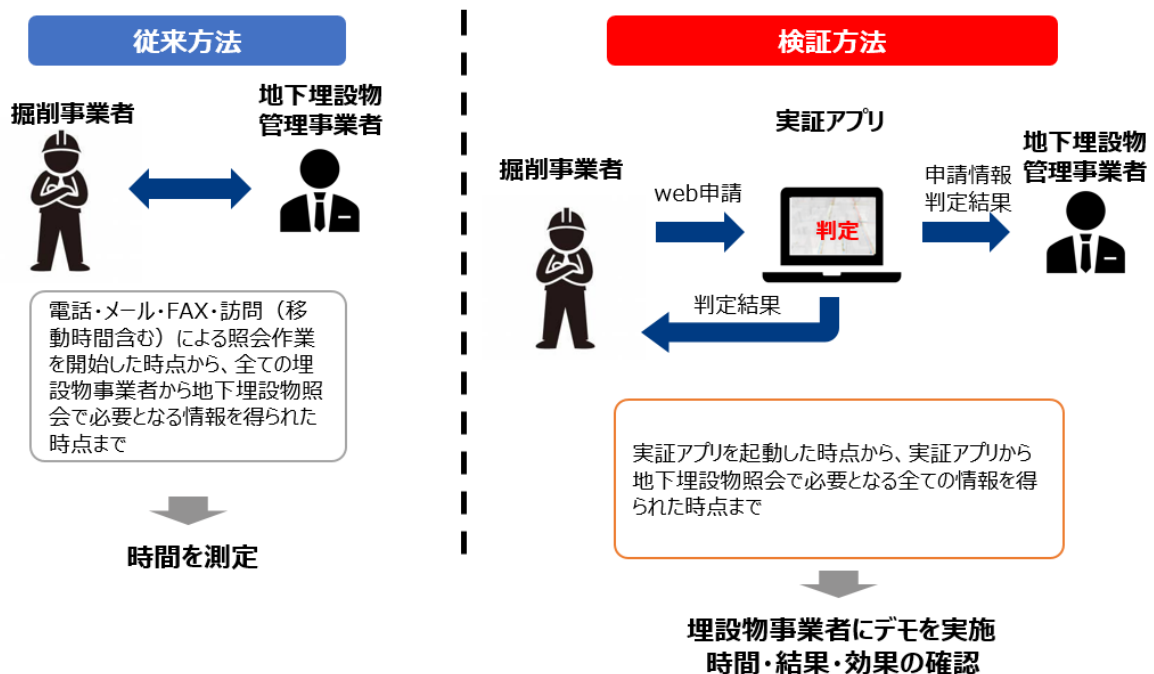 従来方法
掘削事業者
地下埋設物
管理事業者
電話・メール・FAX・訪問（移
動時間含む）による照会作業
を開始した時点から、全ての埋
設物事業者から地下埋設物照
会で必要となる情報を得られた
時点まで
時間を測定
検証方法
実証アプリ
掘削事業者
web申請
判定
申請情報
判定結果
地下埋設物
管理事業者
判定結果
実証アプリを起動した時点から、実証アプリから
地下埋設物照会で必要となる全ての情報を得
られた時点まで
埋設物事業者にデモを実施
時間・結果・効果の確認